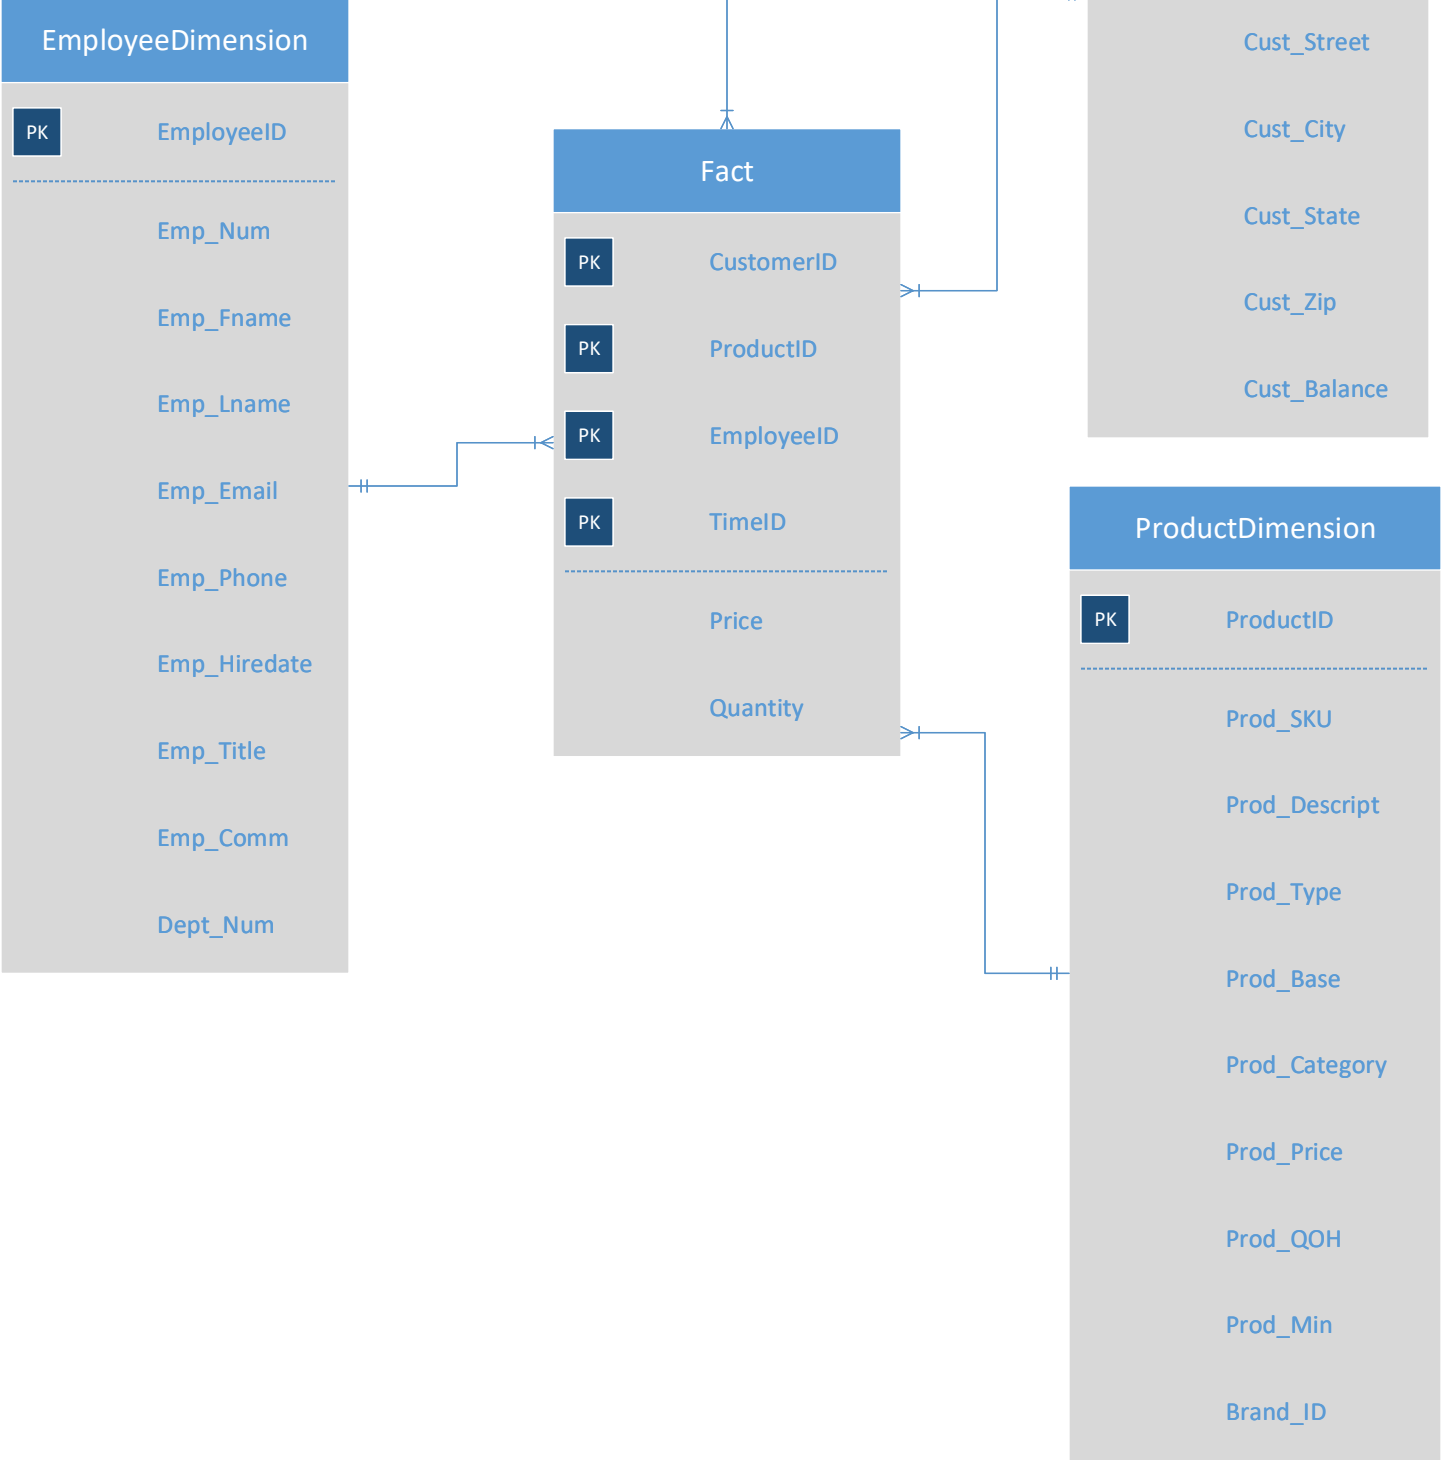 EmployeeDimension
PK EmployeeID
Emp_Num
Emp_Fname
Emp_Lname
Emp_Email
Emp_Phone
Emp_Hiredate
Emp_Title
Emp_Comm
Dept_Num
Fact
PK CustomerID
PK ProductID
PK EmployeeID
PK TimeID
Price
Quantity
Cust_Street
Cust_City
Cust_State
Cust_Zip
Cust_Balance
ProductDimension
PK ProductID
Prod_SKU
Prod_Descript
Prod_Type
Prod_Base
Prod_Category
Prod_Price
Prod_QOH
Prod_Min
Brand_ID